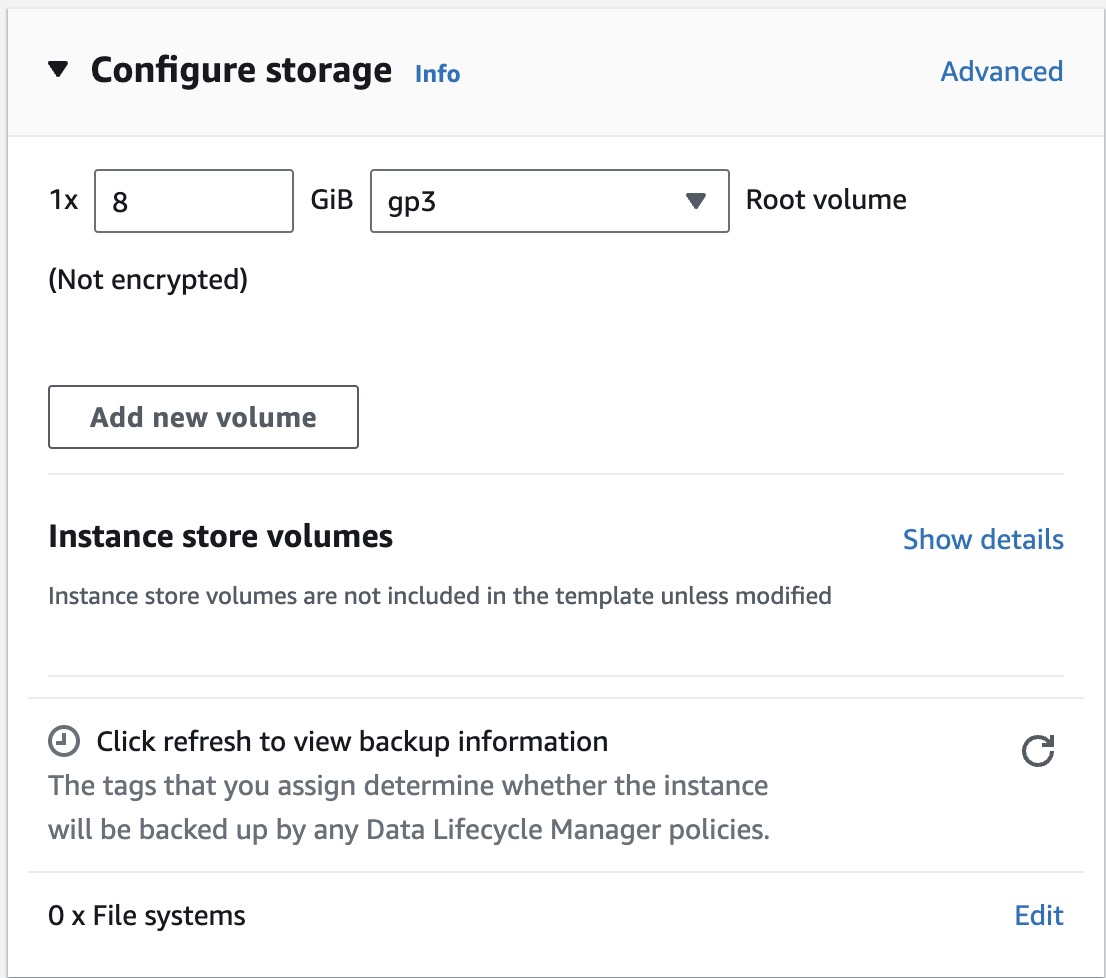 Configure storage Info Advanced
1x 8 GiB gp3 Root volume
(Not encrypted)
Add new volume
Instance store volumes Show details
Instance store volumes are not included in the template unless modified
Click refresh to view backup information
The tags that you assign determine whether the instance
will be backed up by any Data Lifecycle Manager policies.
0 x File systems Edit